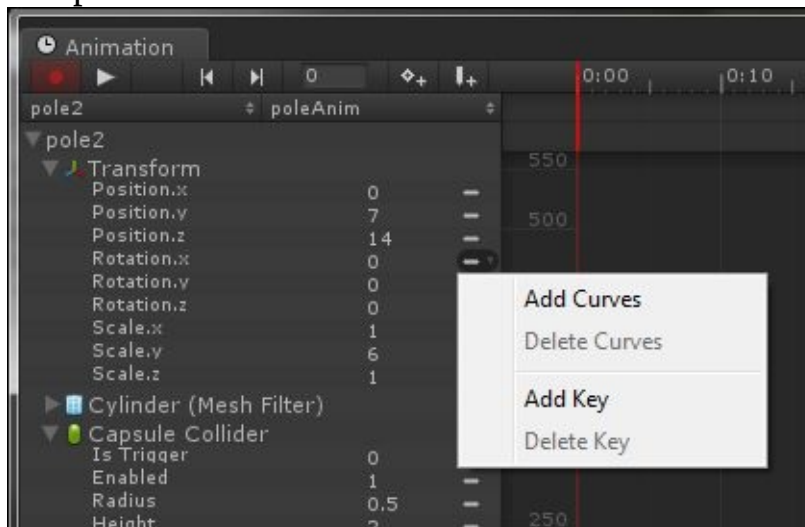 Animation
0 0:00 0:10
pole2 poleAnim
pole2
Transform
Position.x 0
Position.y 7
Position.z 14
Rotation.x 0
Rotation.y 0
Rotation.z 0
Scale.x 1
Scale.y 6
Scale.z 1
Cylinder (Mesh Filter)
Capsule Collider
Is Trigger 0
Enabled 1
Radius 0.5
Height
550
500
250
Add Curves
Delete Curves
Add Key
Delete Key